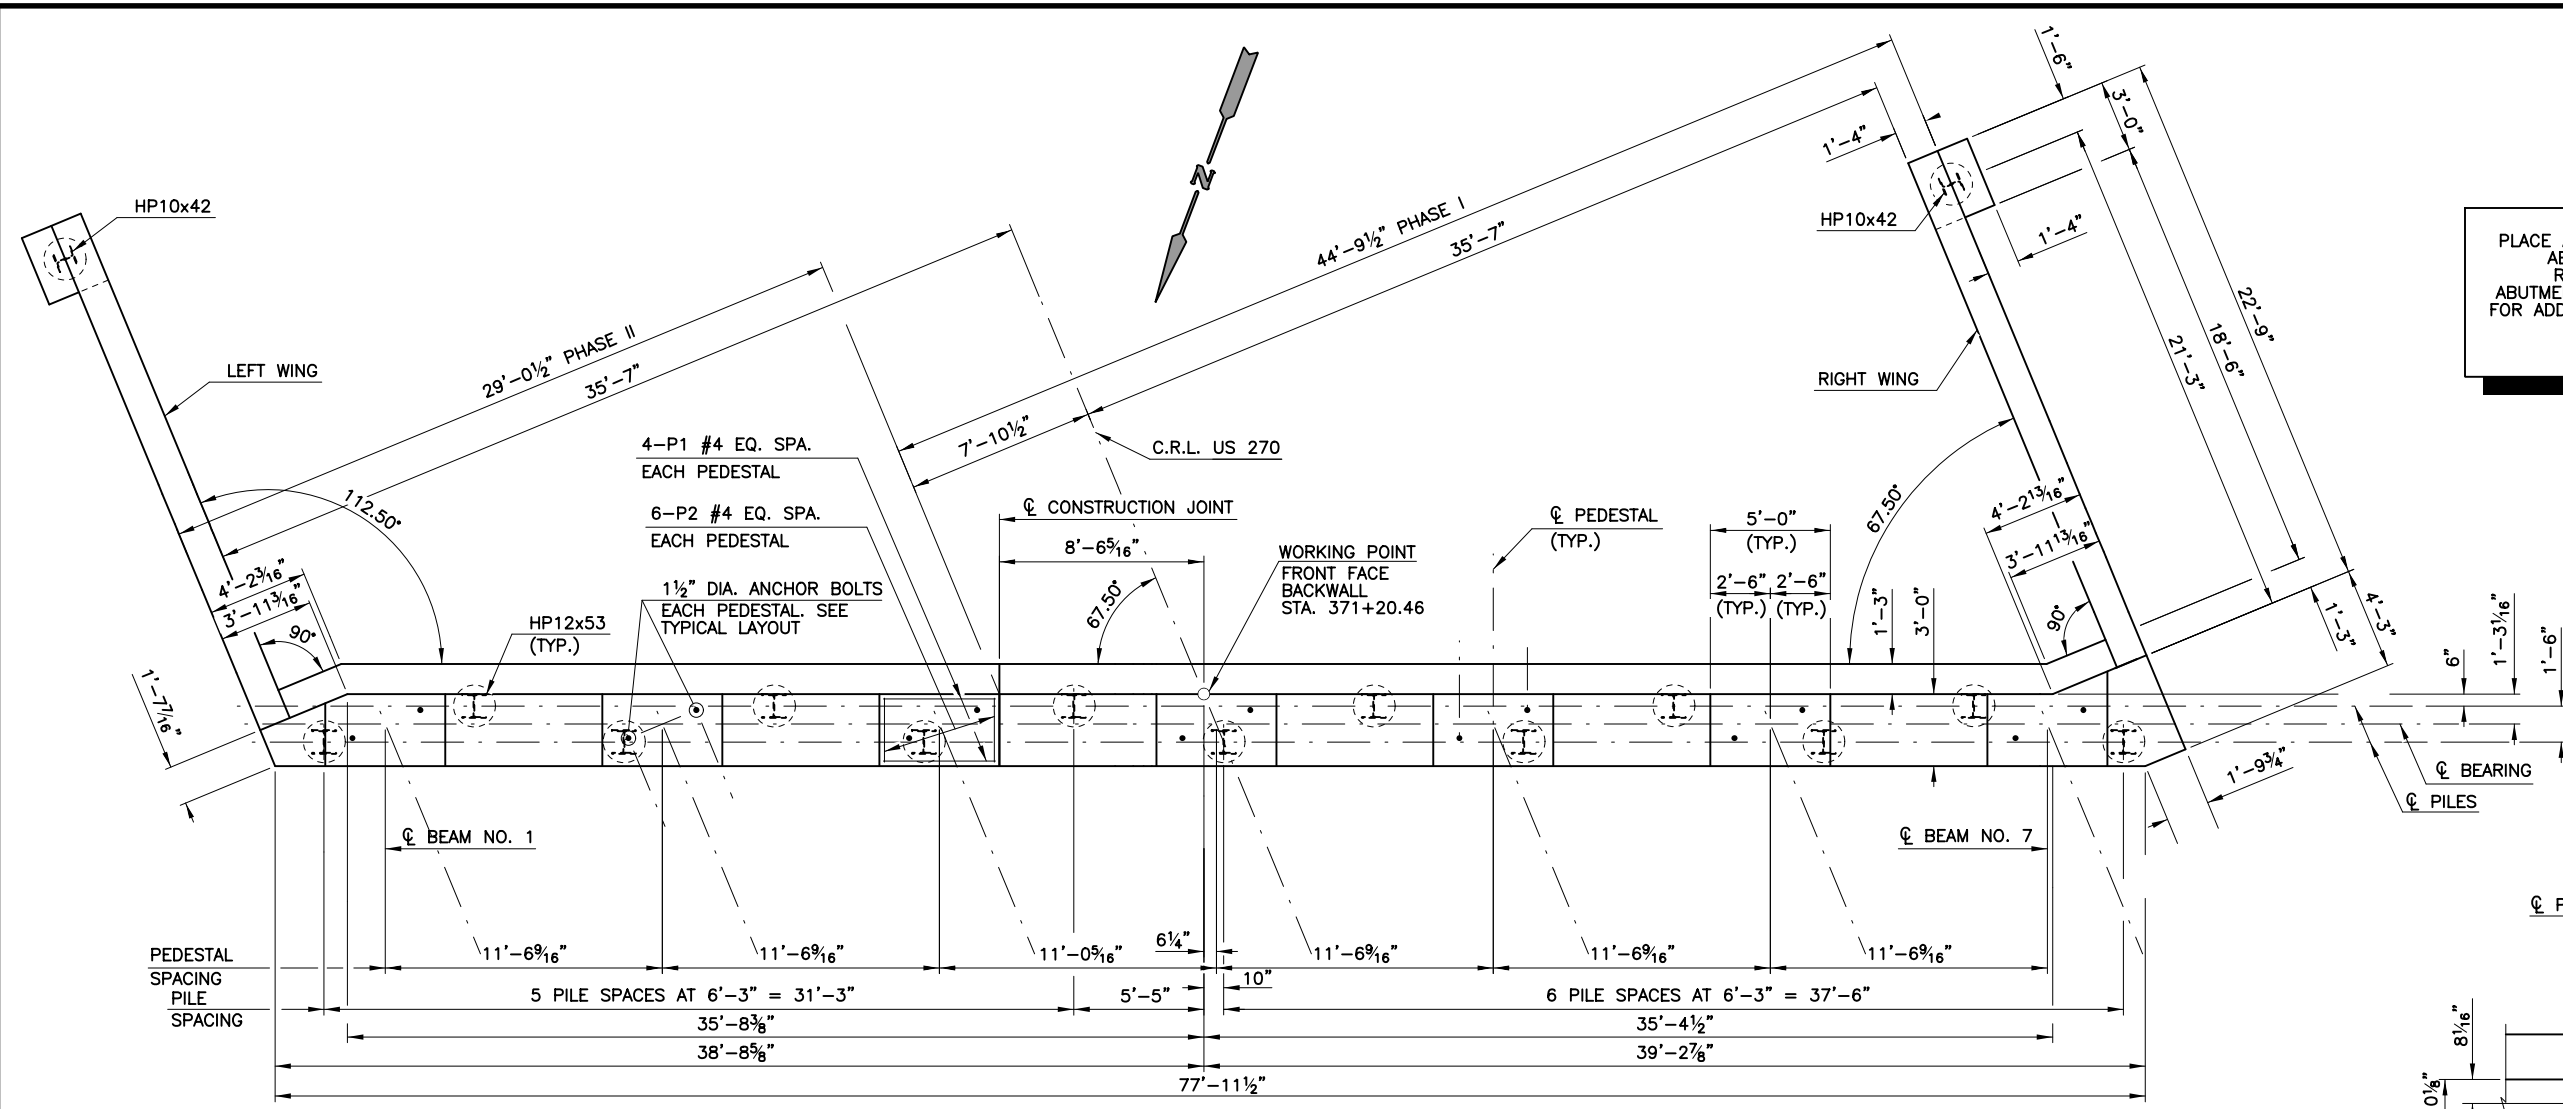 HP10x42
LEFT WING
29'-0½" PHASE II
35'-7"
112.50°
4'-2³⁄₁₆"
3'-11³⁄₁₆"
90°
1'-7⁷⁄₁₆"
HP12x53
(TYP.)
4-P1 #4 EQ. SPA.
EACH PEDESTAL
6-P2 #4 EQ. SPA.
EACH PEDESTAL
1½" DIA. ANCHOR BOLTS
EACH PEDESTAL. SEE
TYPICAL LAYOUT
N
44'-9½" PHASE I
35'-7"
7'-10½"
C.R.L. US 270
℄ CONSTRUCTION JOINT
8'-6⁵⁄₁₆"
67.50°
WORKING POINT
FRONT FACE
BACKWALL
STA. 371+20.46
℄ PEDESTAL
(TYP.)
5'-0"
(TYP.)
2'-6"
(TYP.)
2'-6"
(TYP.)
1'-3"
3'-0"
67.50°
1'-4"
HP10x42
RIGHT WING
1'-6"
3'-0"
1'-4"
22'-9"
18'-6"
21'-3"
4'-2¹³⁄₁₆"
3'-11¹³⁄₁₆"
90°
1'-3"
4'-3"
6"
1'-3¹⁄₁₆"
1'-6"
1'-9¾"
℄ BEARING
℄ PILES
PLACE
AB
R
ABUTME
FOR ADD
℄ BEAM NO. 1
℄ BEAM NO. 7
PEDESTAL
SPACING
11'-6⁹⁄₁₆"
11'-6⁹⁄₁₆"
11'-0⁵⁄₁₆"
6¼"
11'-6⁹⁄₁₆"
11'-6⁹⁄₁₆"
11'-6⁹⁄₁₆"
PILE
SPACING
5 PILE SPACES AT 6'-3" = 31'-3"
5'-5"
10"
6 PILE SPACES AT 6'-3" = 37'-6"
35'-8⅜"
35'-4½"
38'-8⅝"
39'-2⅞"
77'-11½"
℄ P
8¹⁄₁₆"
0⅛"